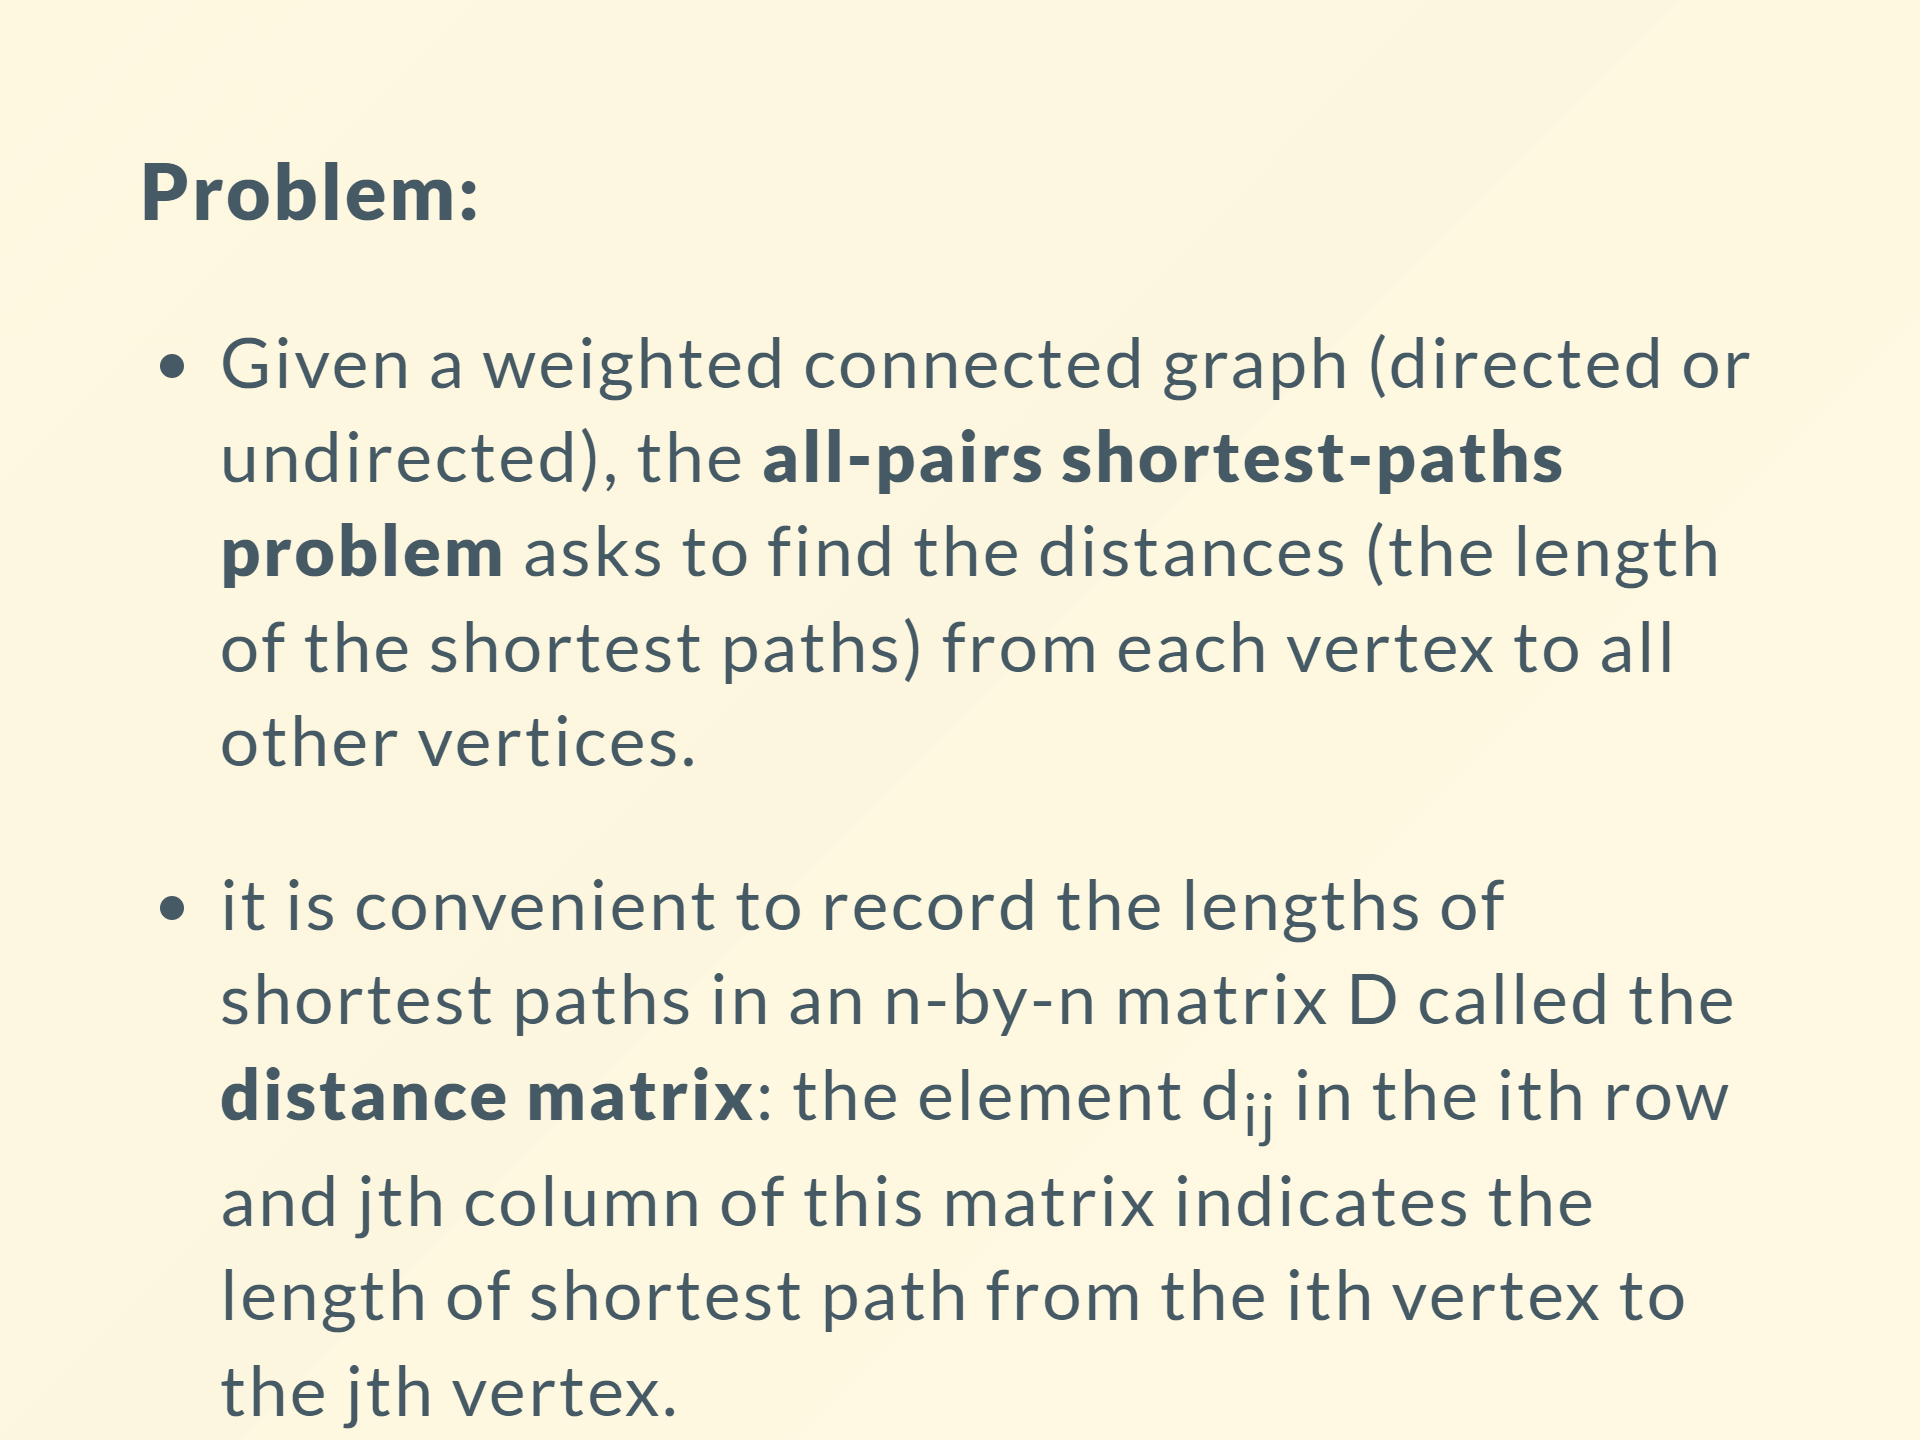 Problem:
• Given a weighted connected graph (directed or
undirected), the all-pairs shortest-paths
problem asks to find the distances (the length
of the shortest paths) from each vertex to all
other vertices.
• it is convenient to record the lengths of
shortest paths in an n-by-n matrix D called the
distance matrix: the element dij in the ith row
and jth column of this matrix indicates the
length of shortest path from the ith vertex to
the jth vertex.